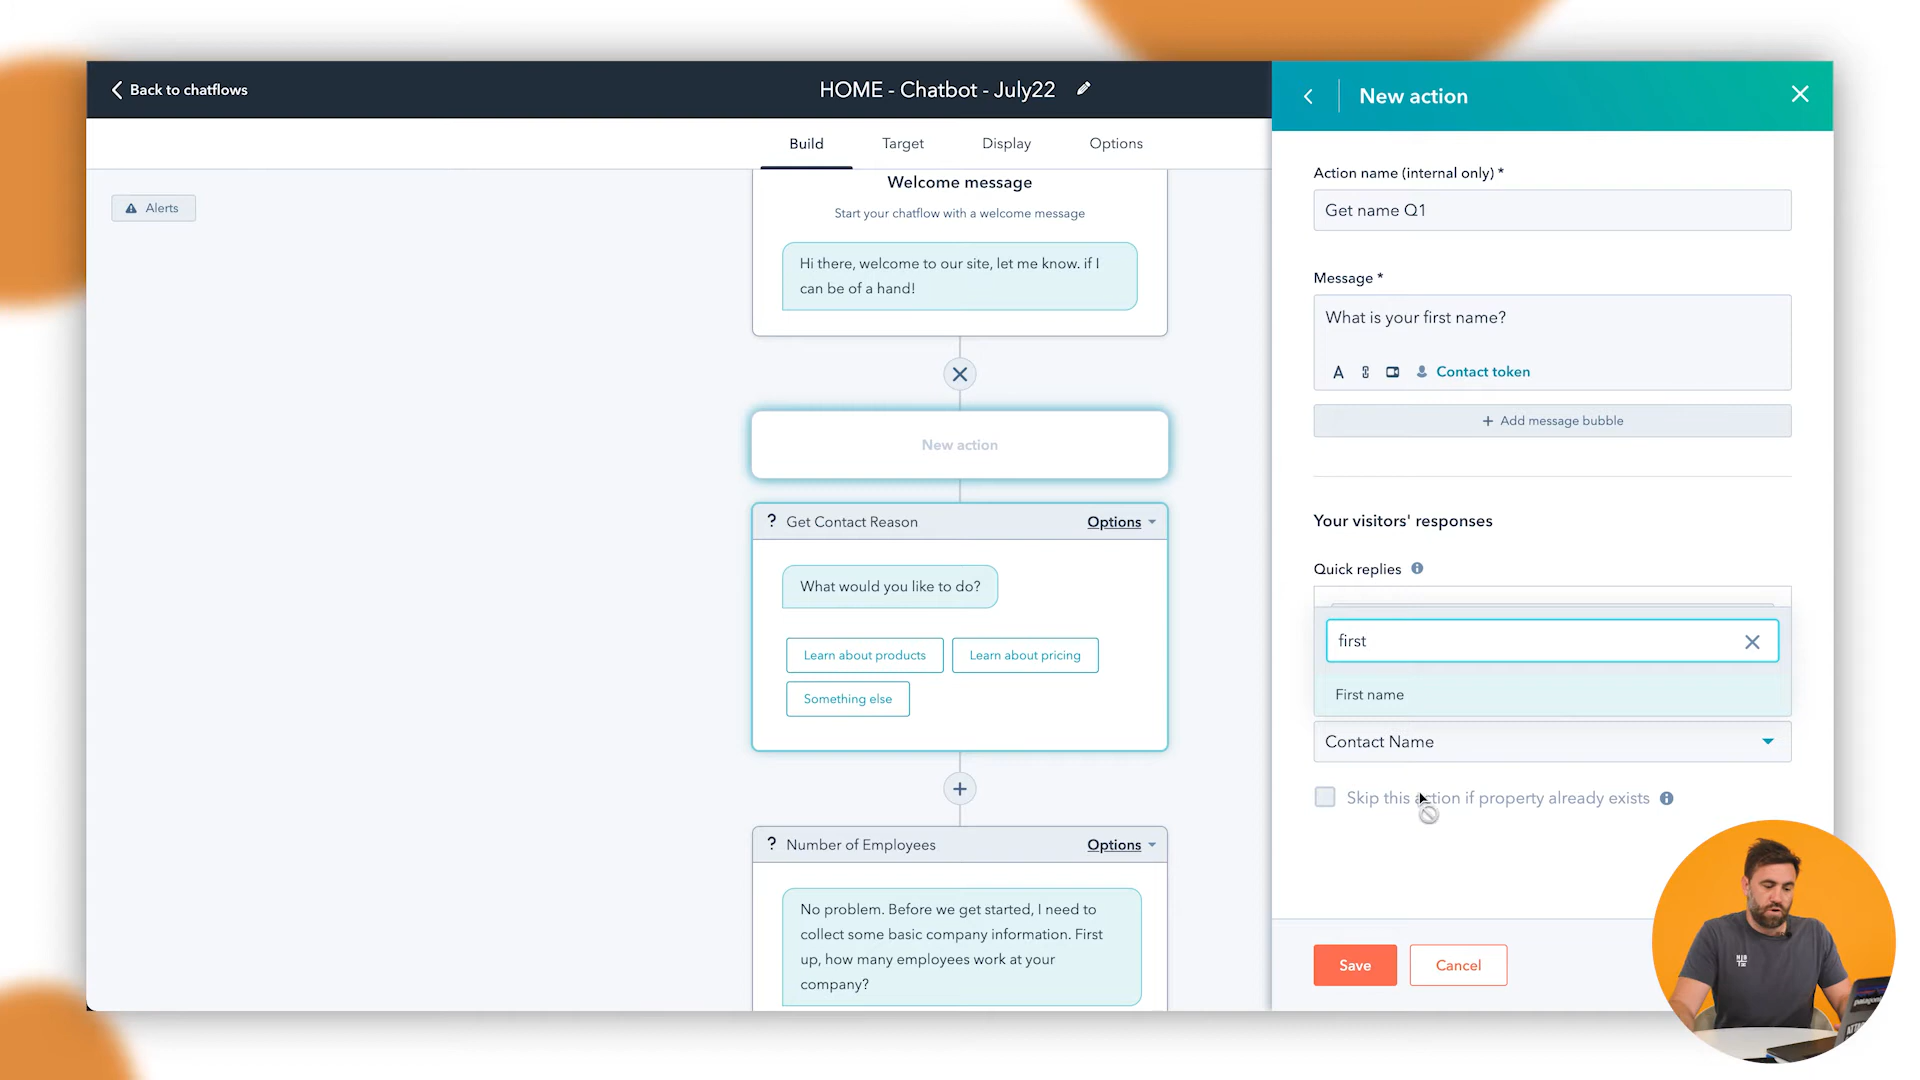 Back to chatflows
HOME - Chatbot - July22
New action
Build
Target
Display
Options
Alerts
Welcome message
Start your chatflow with a welcome message
Hi there, welcome to our site, let me know. if I
can be of a hand!
New action
? Get Contact Reason
Options
What would you like to do?
Learn about products
Learn about pricing
Something else
+
? Number of Employees
Options
No problem. Before we get started, I need to
collect some basic company information. First
up, how many employees work at your
company?
Action name (internal only) *
Get name Q1
Message *
What is your first name?
A
Contact token
+ Add message bubble
Your visitors' responses
Quick replies
first
First name
Contact Name
Skip this action if property already exists
Save
Cancel